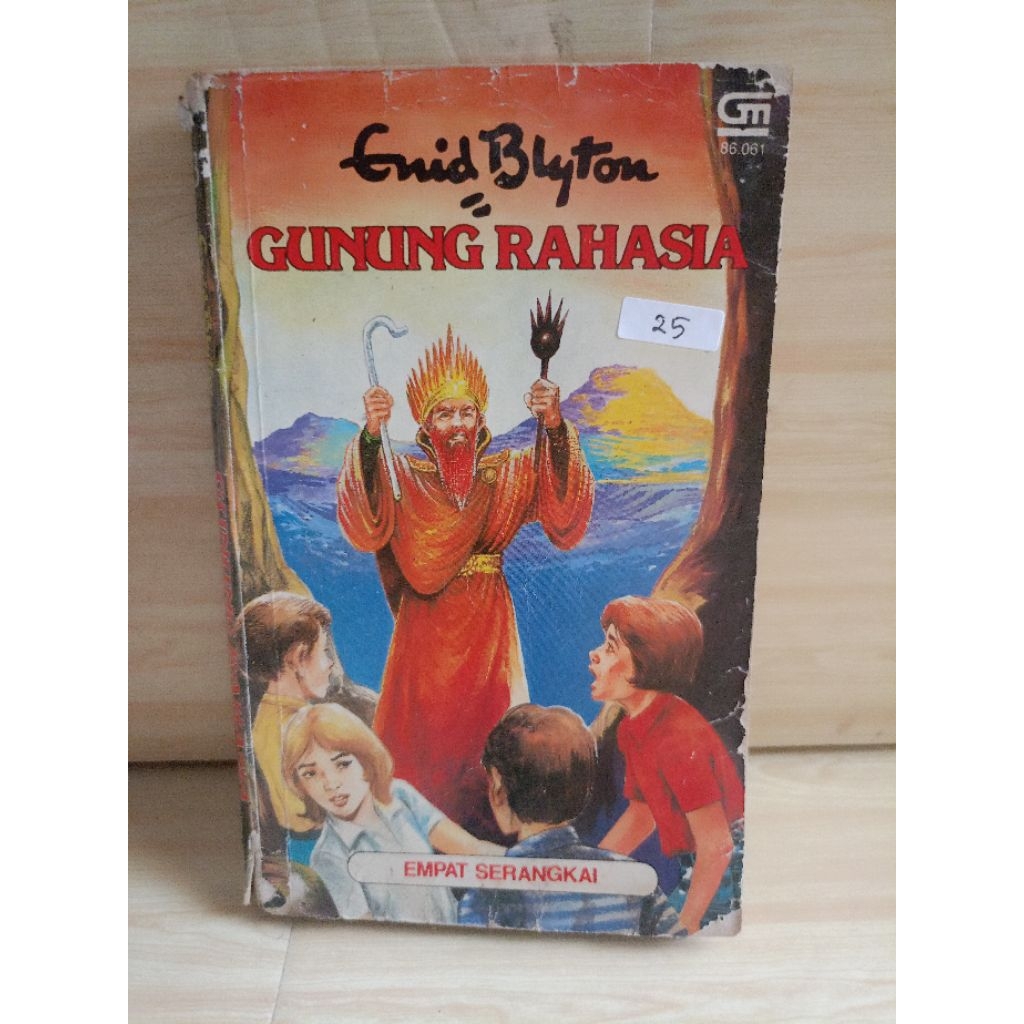 GM
86.061
Enid Blyton
GUNUNG RAHASIA
25
EMPAT SERANGKAI